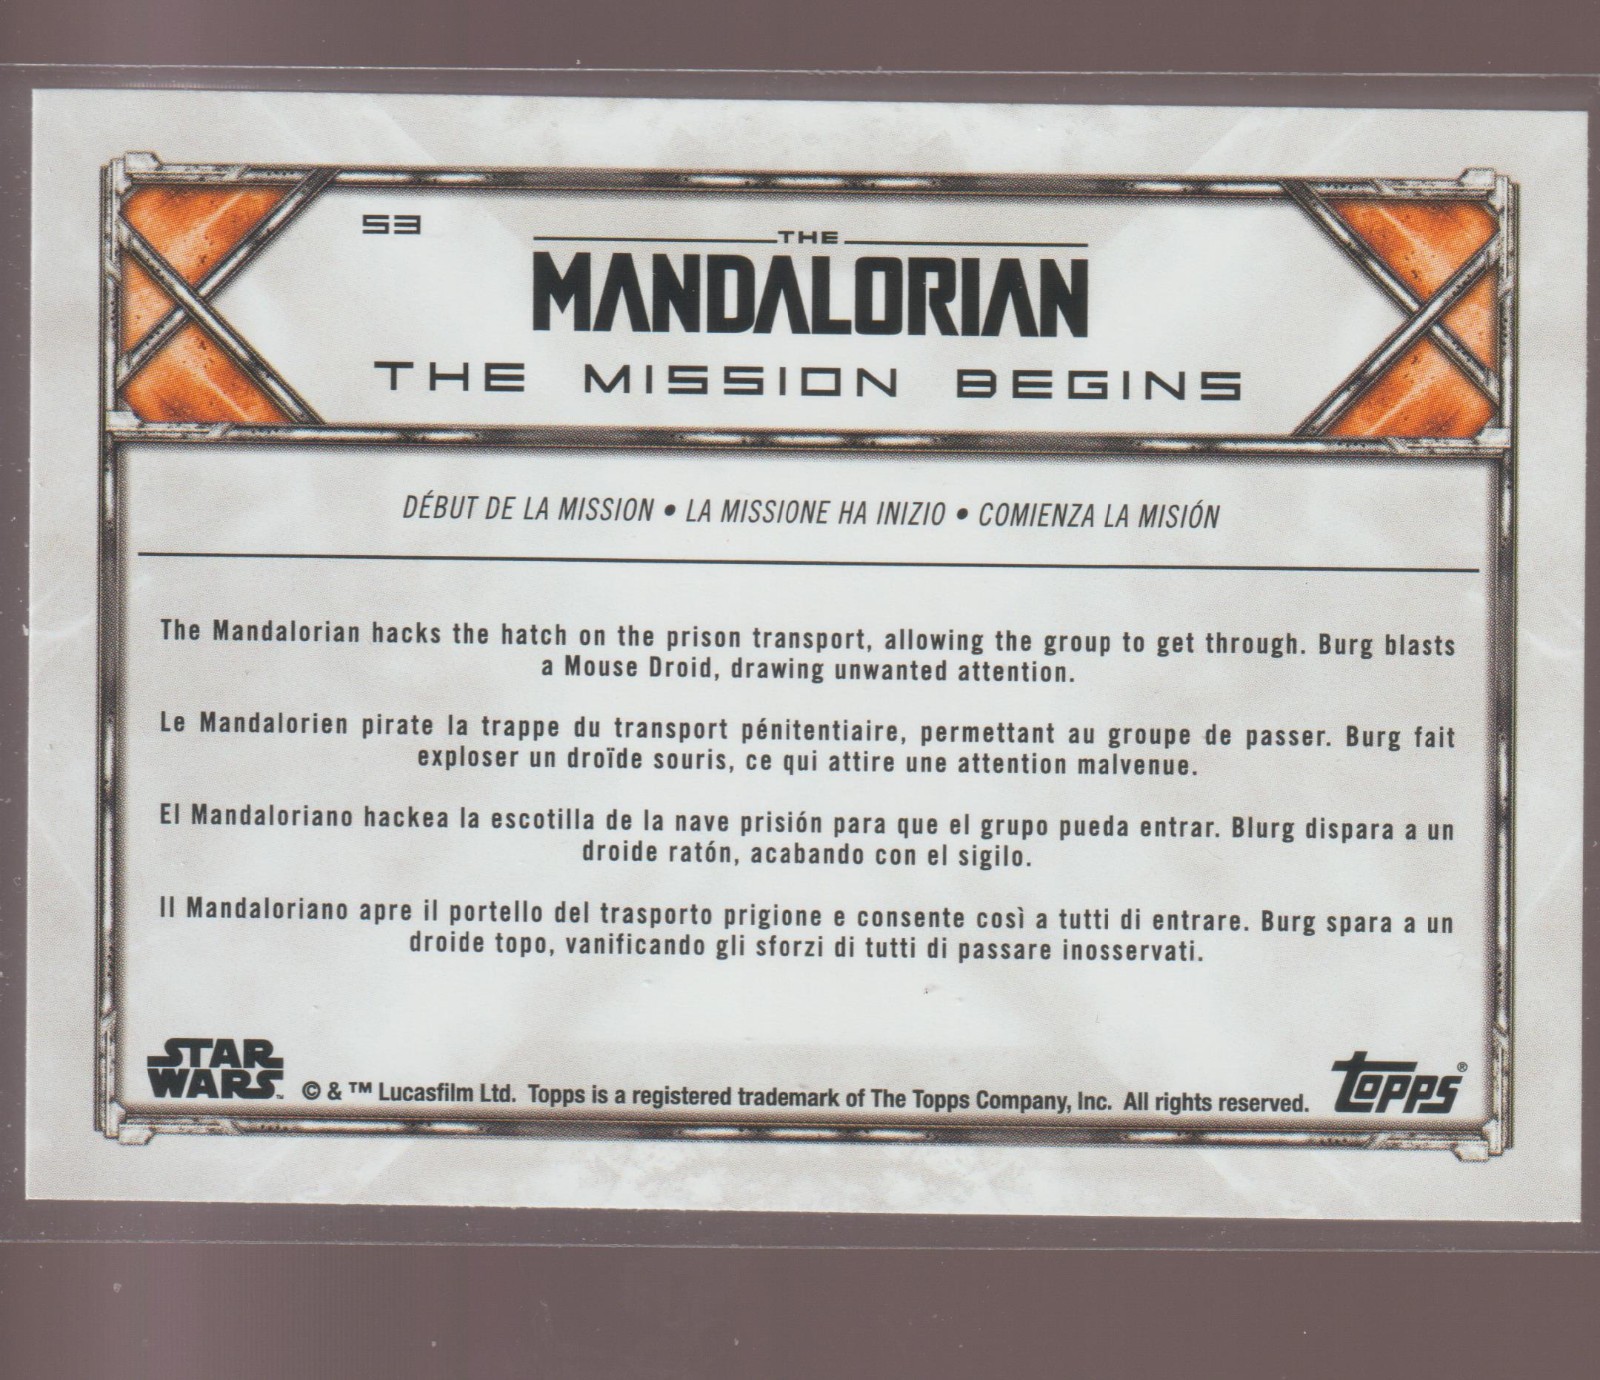 53
THE
MANDALORIAN
THE MISSION BEGINS
DÉBUT DE LA MISSION • LA MISSIONE HA INIZIO • COMIENZA LA MISIÓN
The Mandalorian hacks the hatch on the prison transport, allowing the group to get through. Burg blasts
a Mouse Droid, drawing unwanted attention.
Le Mandalorien pirate la trappe du transport pénitentiaire, permettant au groupe de passer. Burg fait
exploser un droïde souris, ce qui attire une attention malvenue.
El Mandaloriano hackea la escotilla de la nave prisión para que el grupo pueda entrar. Blurg dispara a un
droide ratón, acabando con el sigilo.
Il Mandaloriano apre il portello del trasporto prigione e consente così a tutti di entrare. Burg spara a un
droide topo, vanificando gli sforzi di tutti di passare inosservati.
STAR
WARS™ © & ™ Lucasfilm Ltd. Topps is a registered trademark of The Topps Company, Inc. All rights reserved. topps®